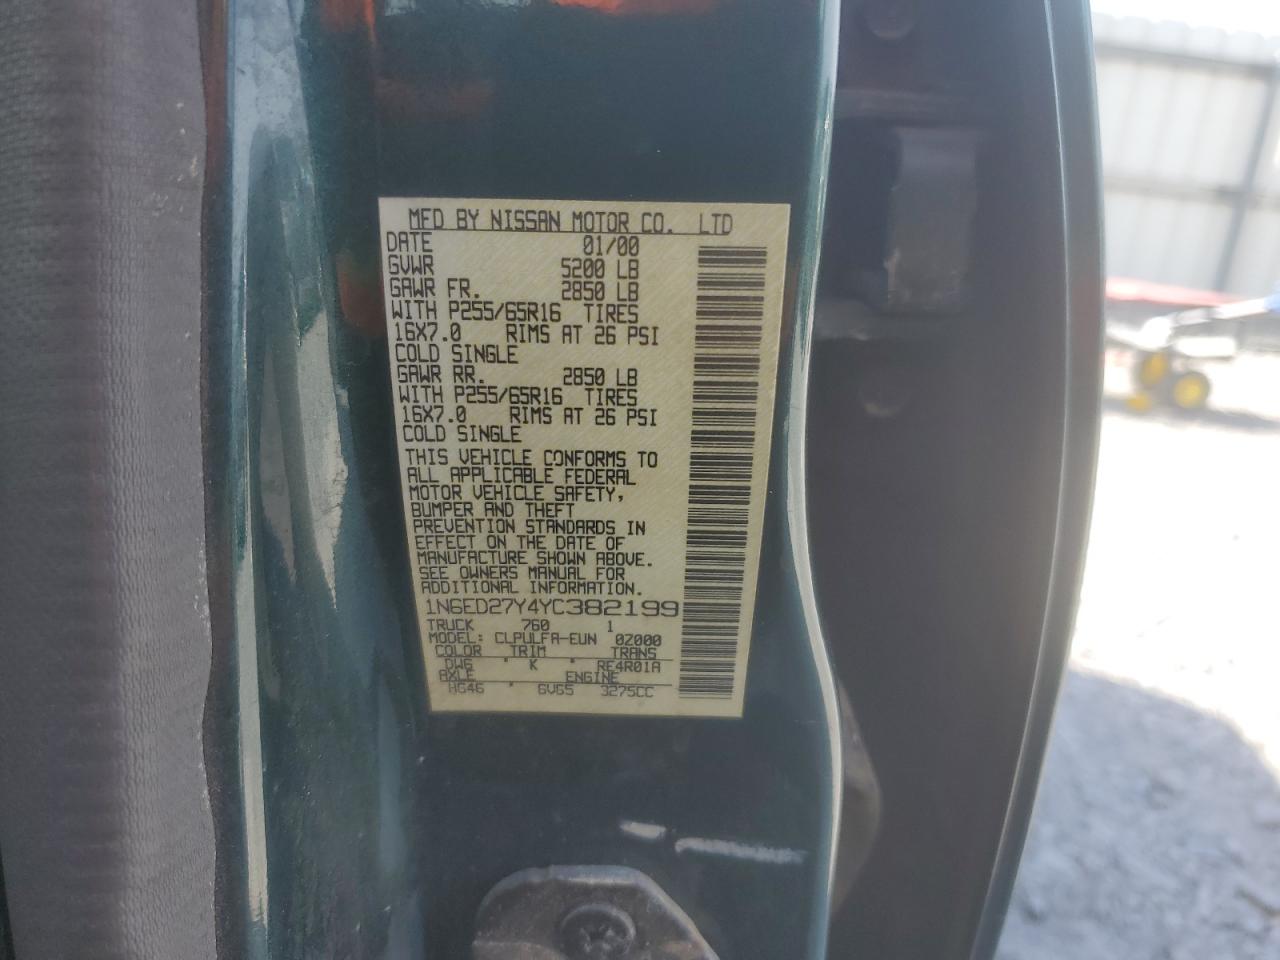 MFD BY NISSAN MOTOR CO. LTD
DATE 01/00
GVWR 5200 LB
GAWR FR. 2850 LB
WITH P255/65R16 TIRES
16X7.0 RIMS AT 26 PSI
COLD SINGLE
GAWR RR. 2850 LB
WITH P255/65R16 TIRES
16X7.0 RIMS AT 26 PSI
COLD SINGLE
THIS VEHICLE CONFORMS TO
ALL APPLICABLE FEDERAL
MOTOR VEHICLE SAFETY,
BUMPER AND THEFT
PREVENTION STANDARDS IN
EFFECT ON THE DATE OF
MANUFACTURE SHOWN ABOVE.
SEE OWNERS MANUAL FOR
ADDITIONAL INFORMATION.
1N6ED27Y4YC382199
TRUCK 760 1
MODEL: CLPULFA-EUN 0Z000
COLOR TRIM TRANS
DW6 ' K ' RE4R01A
AXLE ENGINE
HG46 ' 6VG5 3275CC